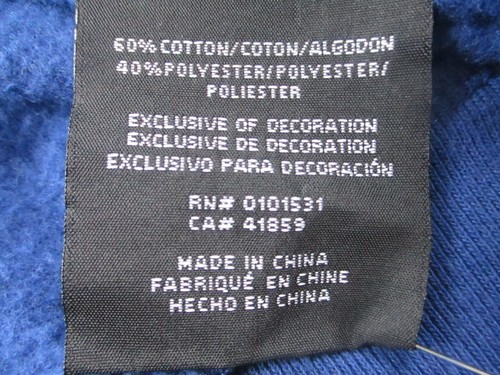 60% COTTON/COTON/ALGODON
40%POLYESTER/POLYESTER/
POLIESTER
EXCLUSIVE OF DECORATION
EXCLUSIVE DE DECORATION
EXCLUSIVO PARA DECORACIÓN
RN# 0101531
CA# 41859
MADE IN CHINA
FABRIQUÉ EN CHINE
HECHO EN CHINA